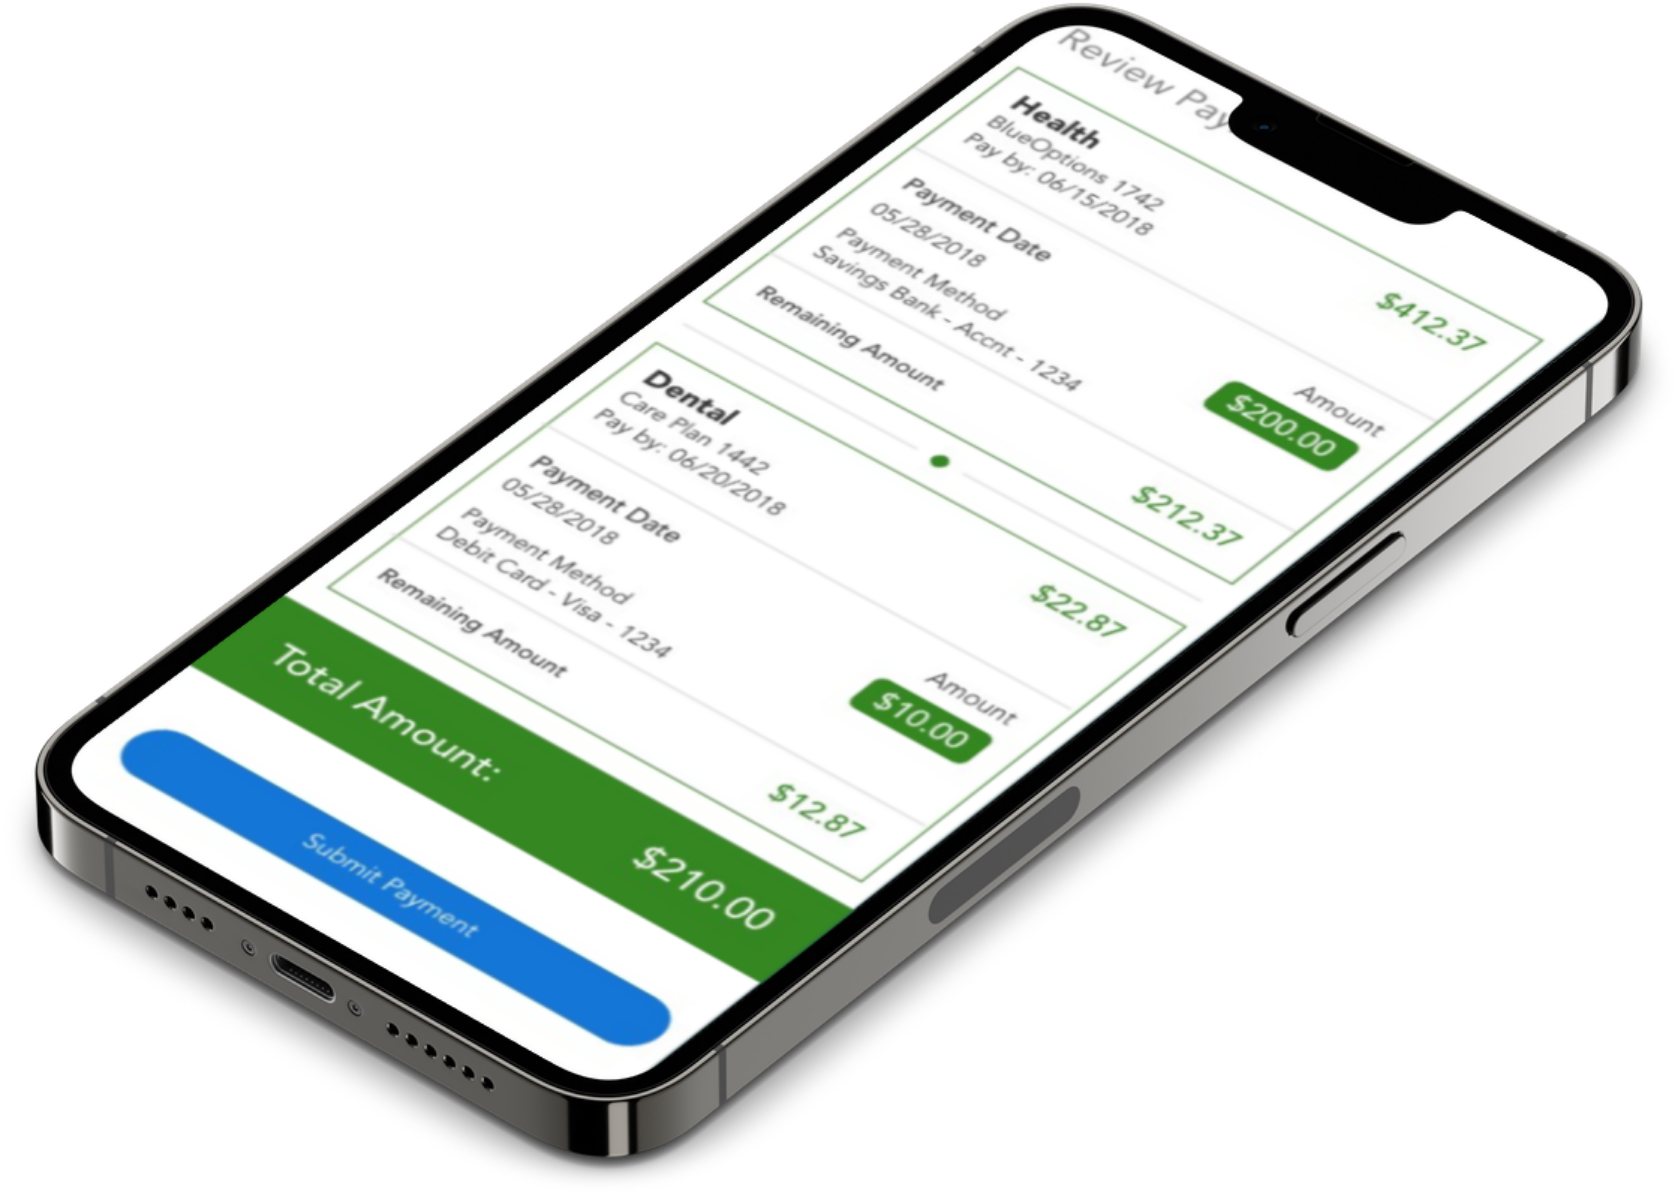 Review Pay
Health
BlueOptions 1742
Pay by: 06/15/2018
$412.37
Payment Date
05/28/2018
Amount
Payment Method
Savings Bank - Accnt - 1234
$200.00
Remaining Amount
$212.37
Dental
Care Plan 1442
Pay by: 06/20/2018
$22.87
Payment Date
05/28/2018
Amount
Payment Method
Debit Card - Visa - 1234
$10.00
Remaining Amount
$12.87
Total Amount:
$210.00
Submit Payment